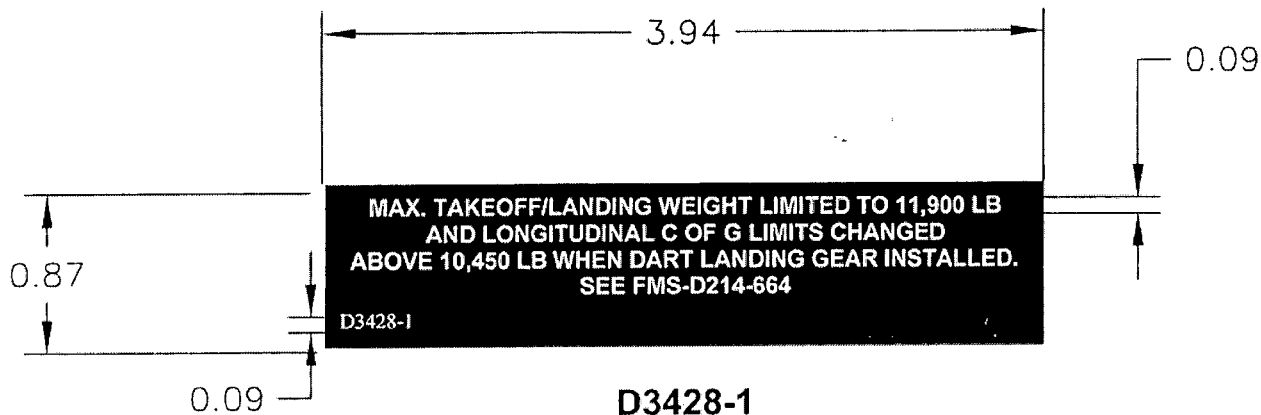 3.94
0.09
MAX. TAKEOFF/LANDING WEIGHT LIMITED TO 11,900 LB
AND LONGITUDINAL C OF G LIMITS CHANGED
ABOVE 10,450 LB WHEN DART LANDING GEAR INSTALLED.
SEE FMS-D214-664
0.87
D3428-1
0.09
D3428-1